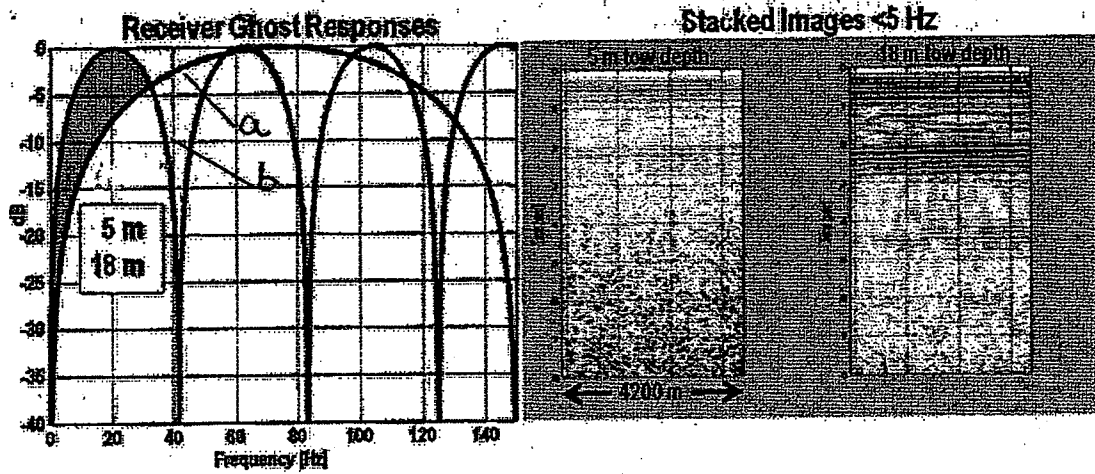 Receiver Ghost Responses
Stacked Images <5 Hz
0
-5
-10
-15
-20
-25
-30
-35
-40
dB
a
b
5 m
18 m
0 20 40 60 80 100 120 140
Frequency [Hz]
5 m tow depth
18 m tow depth
4200 m